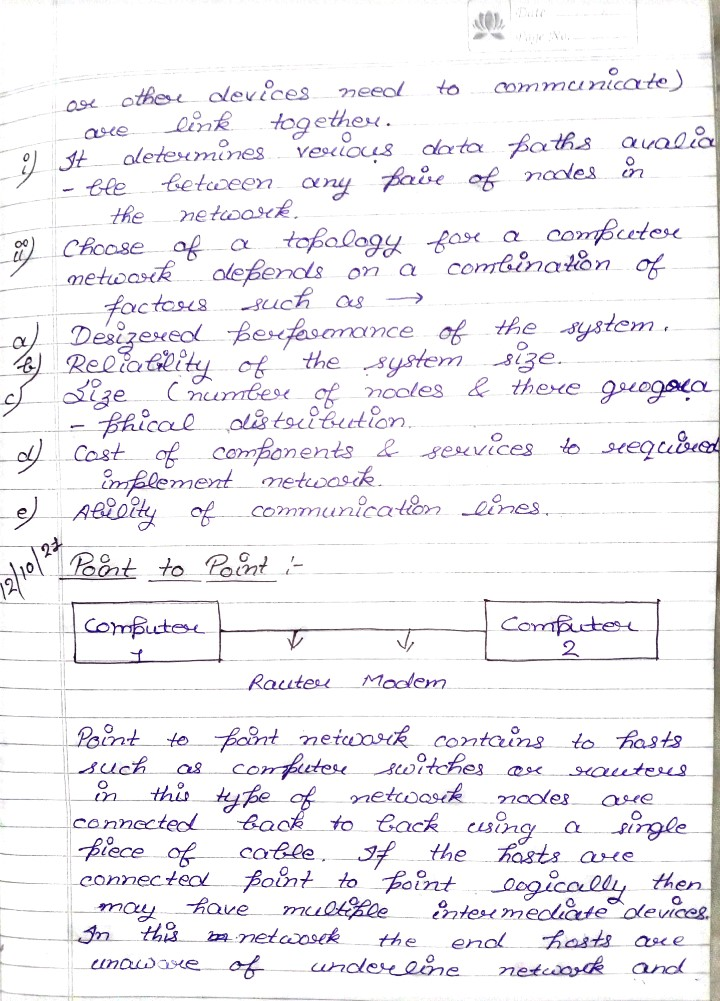 Date
Page No.
or other devices need to communicate)
are link together.
i) It determines verious data paths avalia
- ble between any pair of nodes in
the network.
ii) Choose of a topology for a computer
network depends on a combination of
factors such as →
a) Desizered performance of the system.
b) Reliability of the system size.
c) Size (number of nodes & there geogra
- phical distribution.
d) Cost of components & services to required
implement network.
e) Ability of communication lines.
12/10/27
Point to Point :-
Computer 1
Computer 2
Router Modem
Point to point network contains to hosts
such as computer switches or routers
in this type of network nodes are
connected back to back using a single
piece of cable. If the hosts are
connected point to point logically then
may have multiple intermediate devices.
In this network the end hosts are
unaware of underline network and